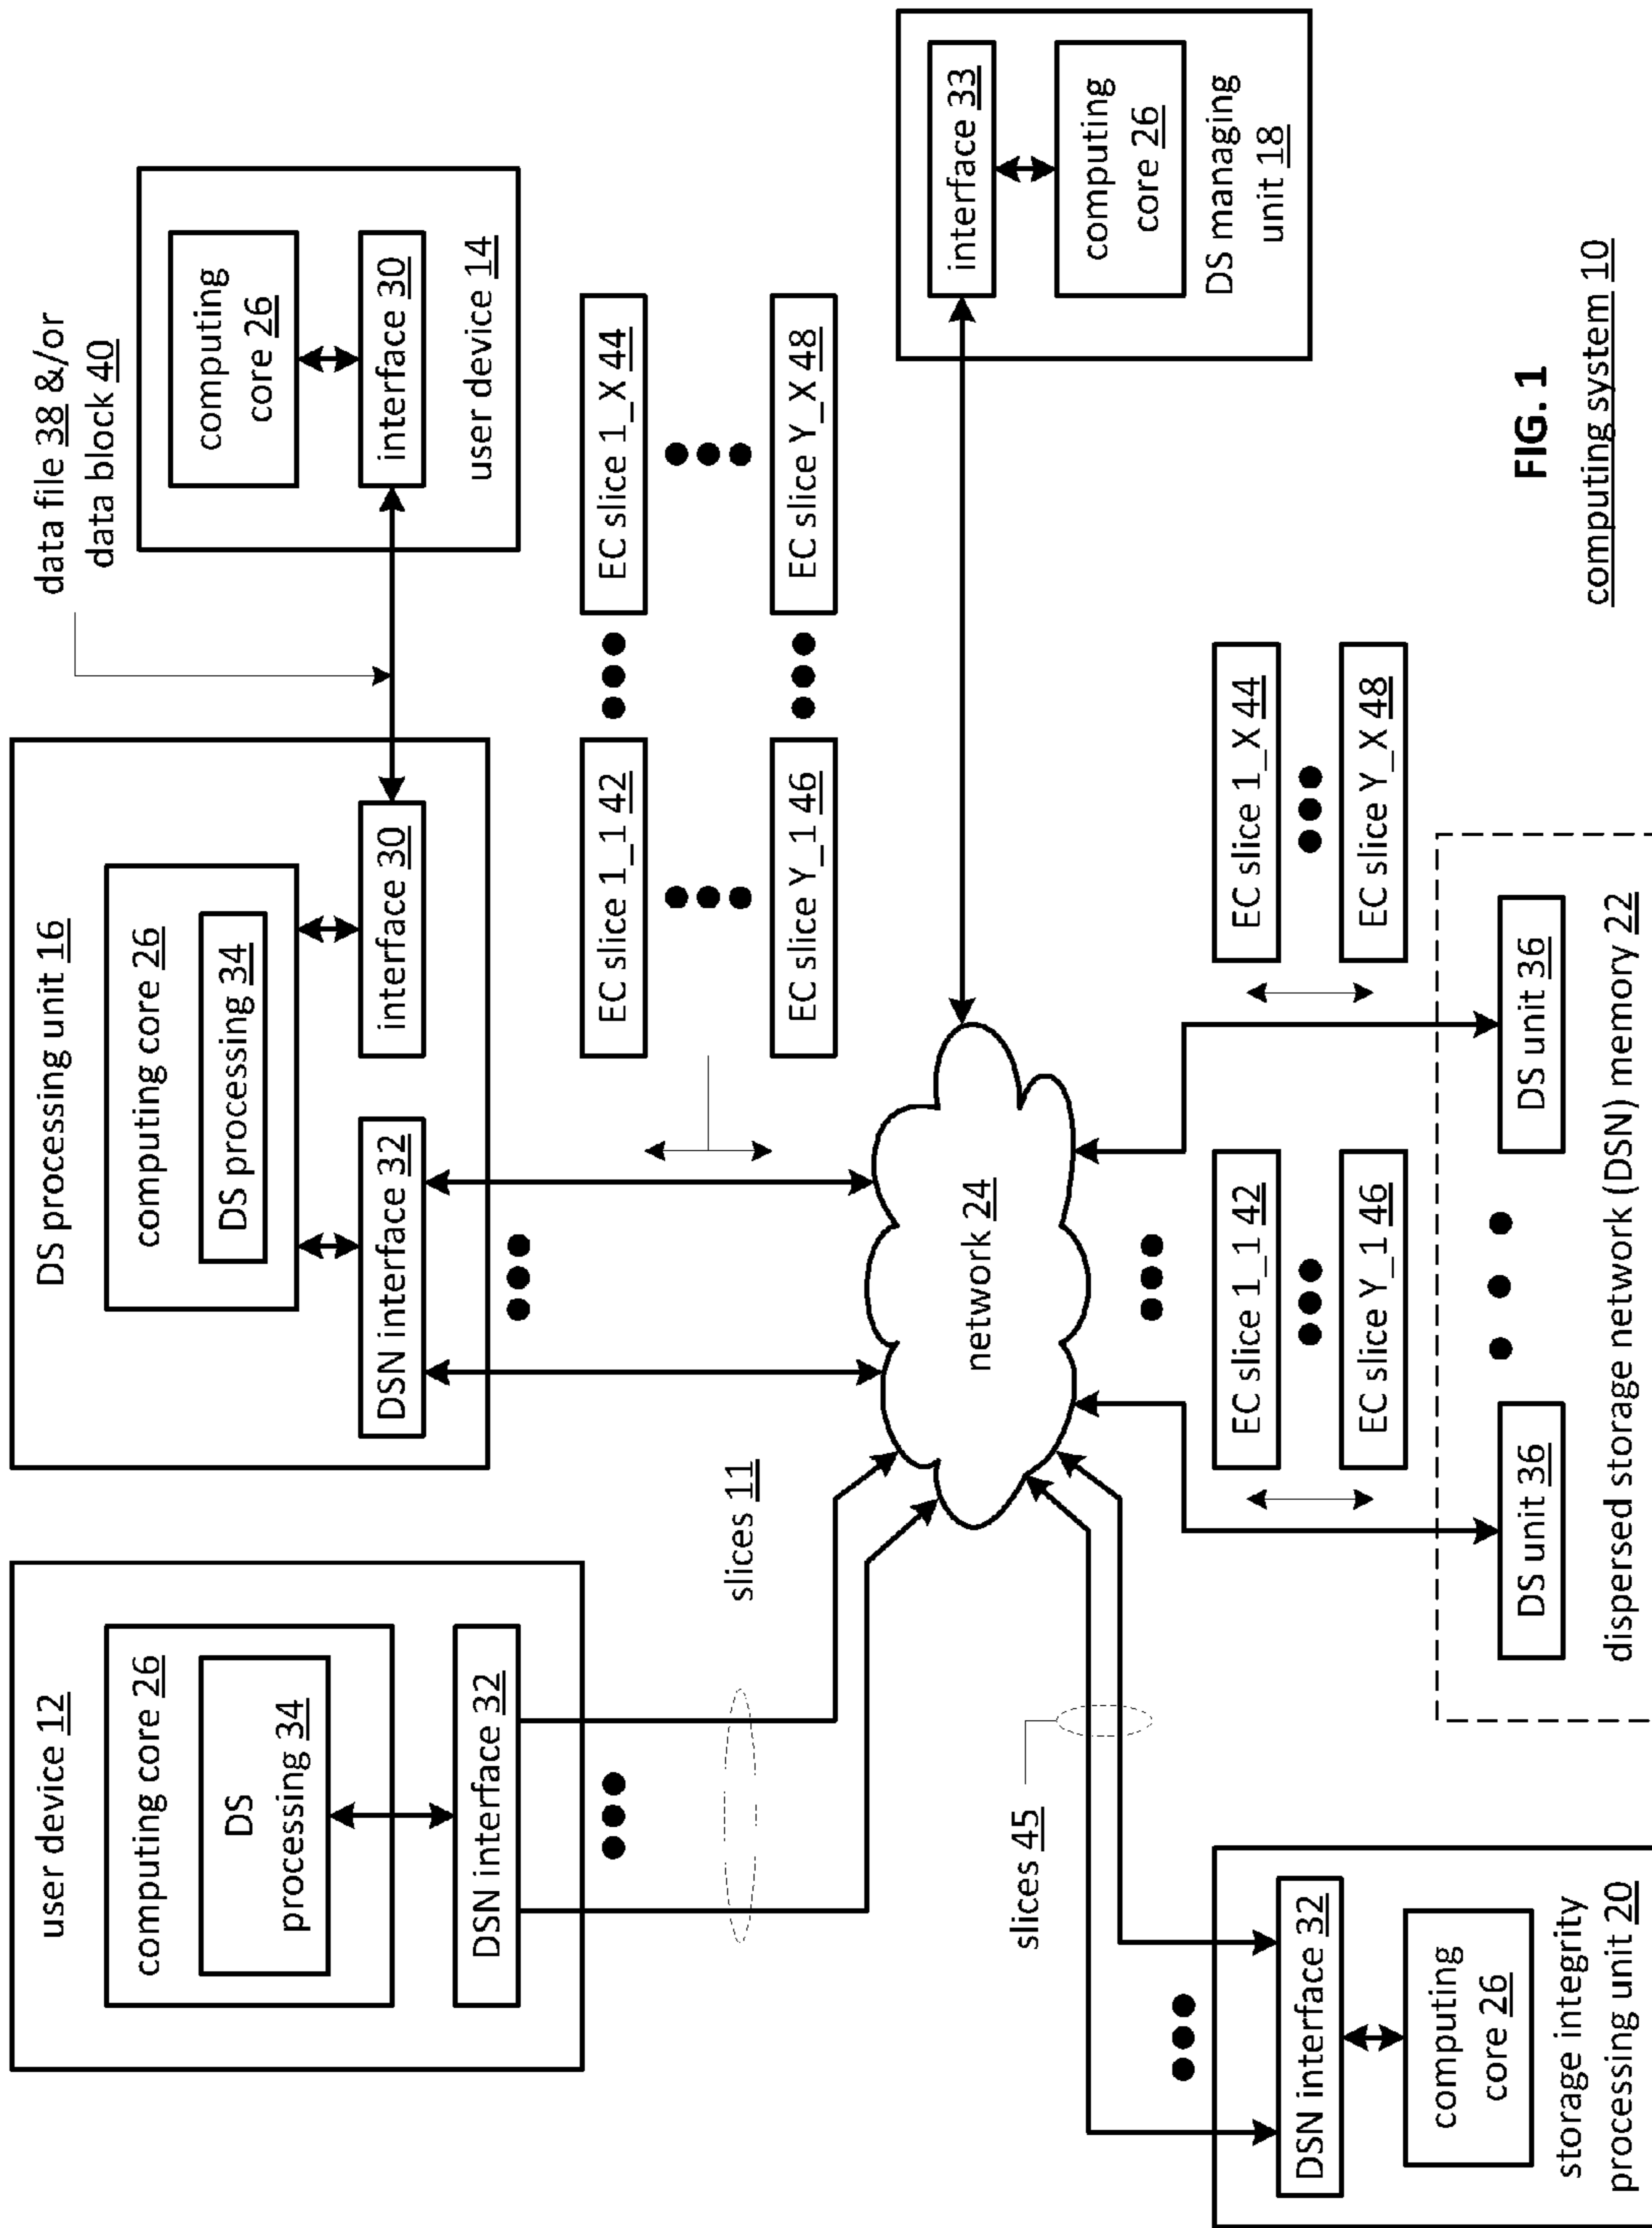 user device 12
computing core 26
DS
processing 34
DSN interface 32
slices 11
DS processing unit 16
computing core 26
DS processing 34
DSN interface 32
interface 30
data file 38 &/or
data block 40
computing
core 26
interface 30
user device 14
EC slice 1_1 42
EC slice 1_X 44
EC slice Y_1 46
EC slice Y_X 48
network 24
interface 33
computing
core 26
DS managing
unit 18
slices 45
DSN interface 32
computing
core 26
storage integrity
processing unit 20
EC slice 1_1 42
EC slice Y_1 46
EC slice 1_X 44
EC slice Y_X 48
DS unit 36
DS unit 36
dispersed storage network (DSN) memory 22
FIG. 1
computing system 10